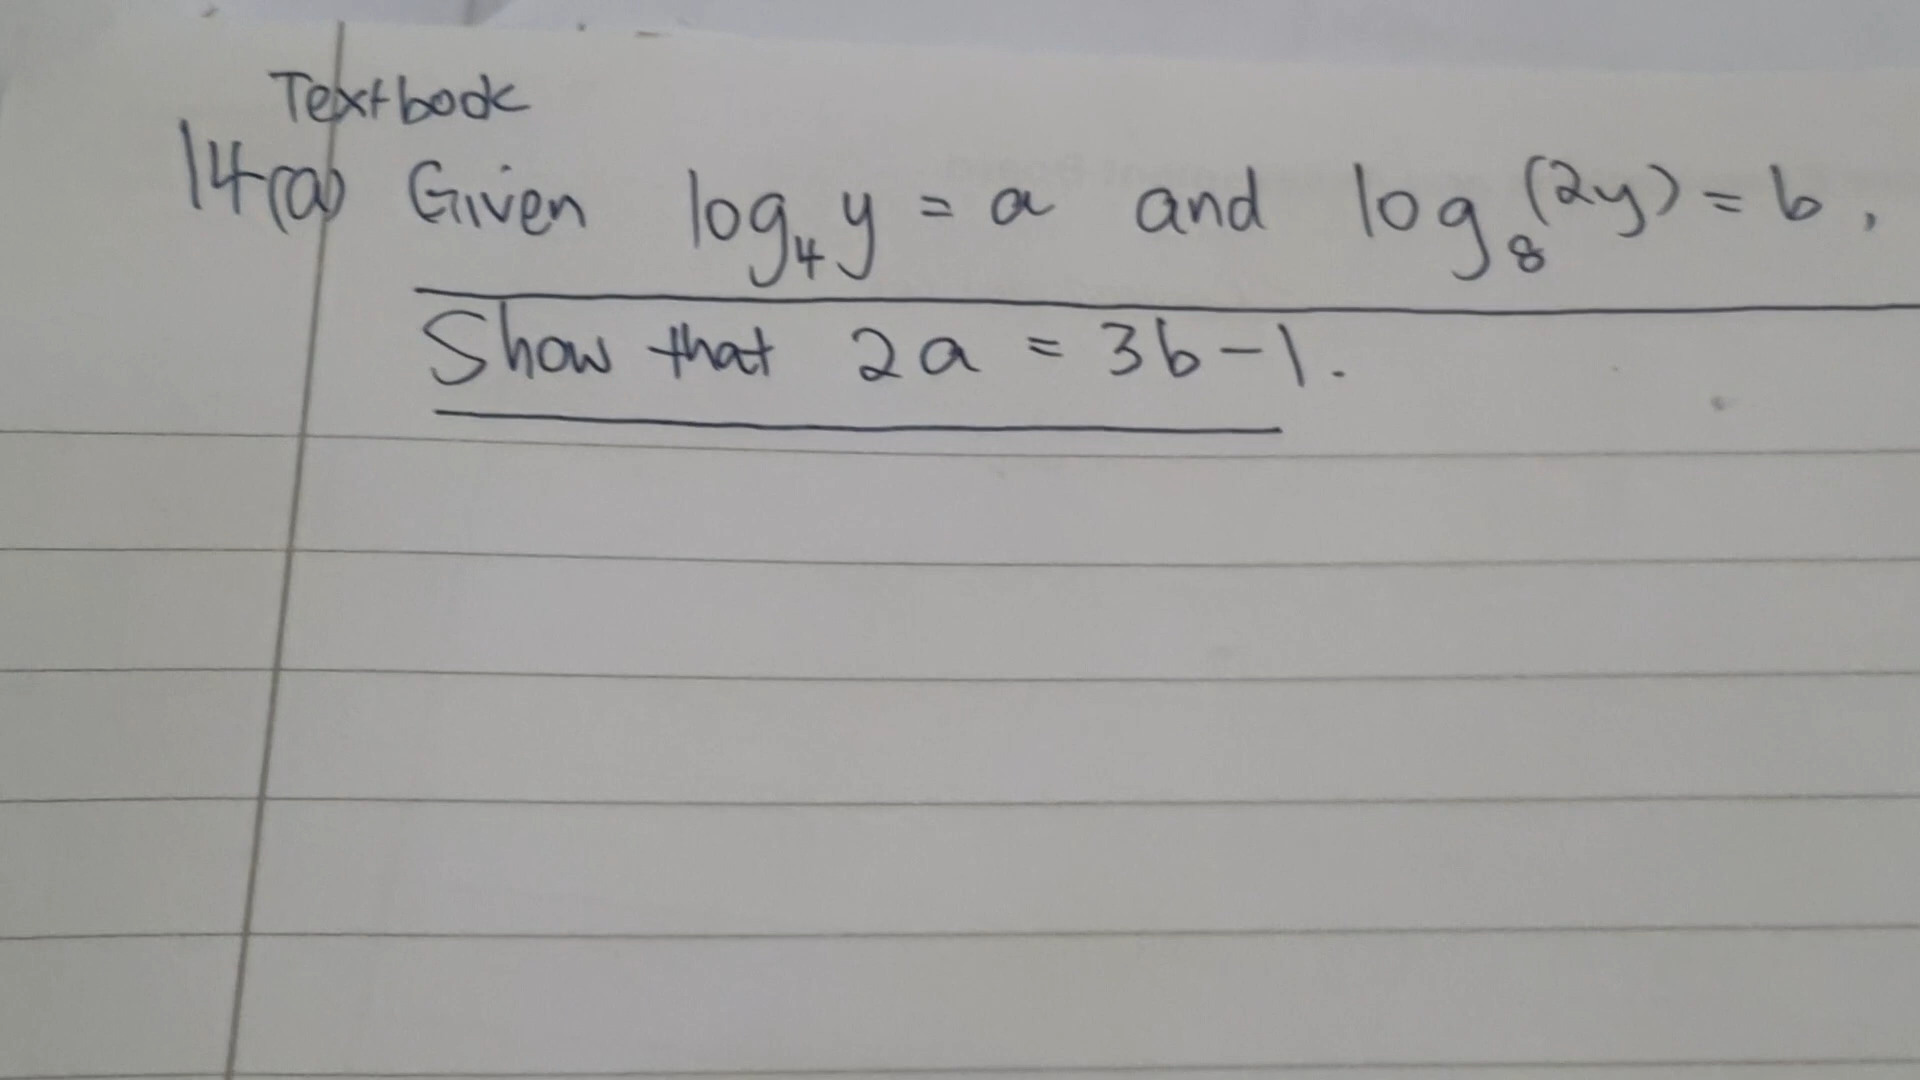 Textbook
14(a) Given log₄y = a and log₈(2y) = b,
Show that 2a = 3b-1.